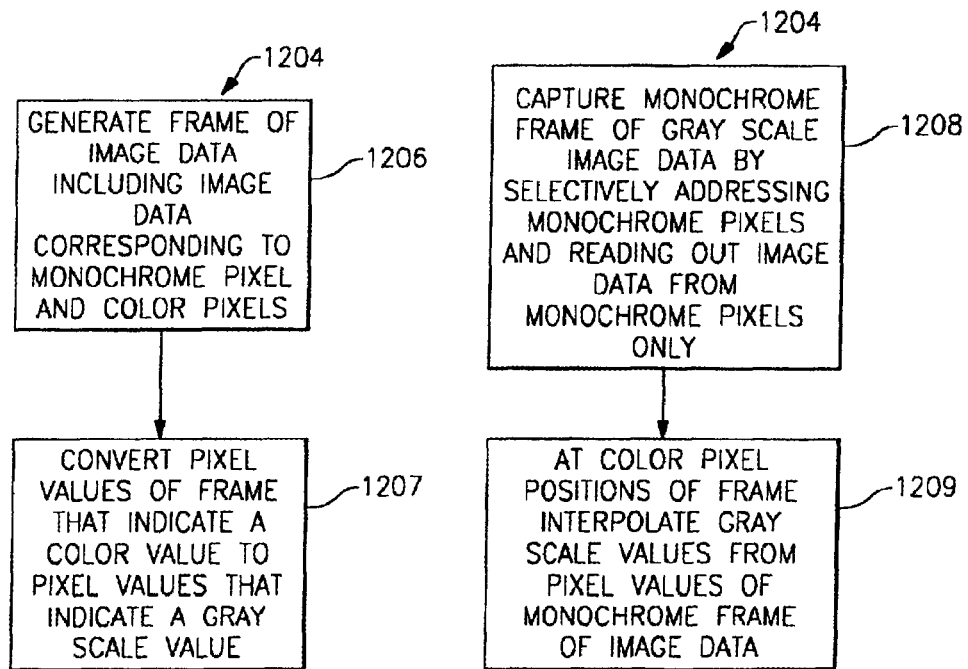 1204
GENERATE FRAME OF
IMAGE DATA
INCLUDING IMAGE
DATA
CORRESPONDING TO
MONOCHROME PIXEL
AND COLOR PIXELS
1206
CONVERT PIXEL
VALUES OF FRAME
THAT INDICATE A
COLOR VALUE TO
PIXEL VALUES THAT
INDICATE A GRAY
SCALE VALUE
1207
1204
CAPTURE MONOCHROME
FRAME OF GRAY SCALE
IMAGE DATA BY
SELECTIVELY ADDRESSING
MONOCHROME PIXELS
AND READING OUT IMAGE
DATA FROM
MONOCHROME PIXELS
ONLY
1208
AT COLOR PIXEL
POSITIONS OF FRAME
INTERPOLATE GRAY
SCALE VALUES FROM
PIXEL VALUES OF
MONOCHROME FRAME
OF IMAGE DATA
1209